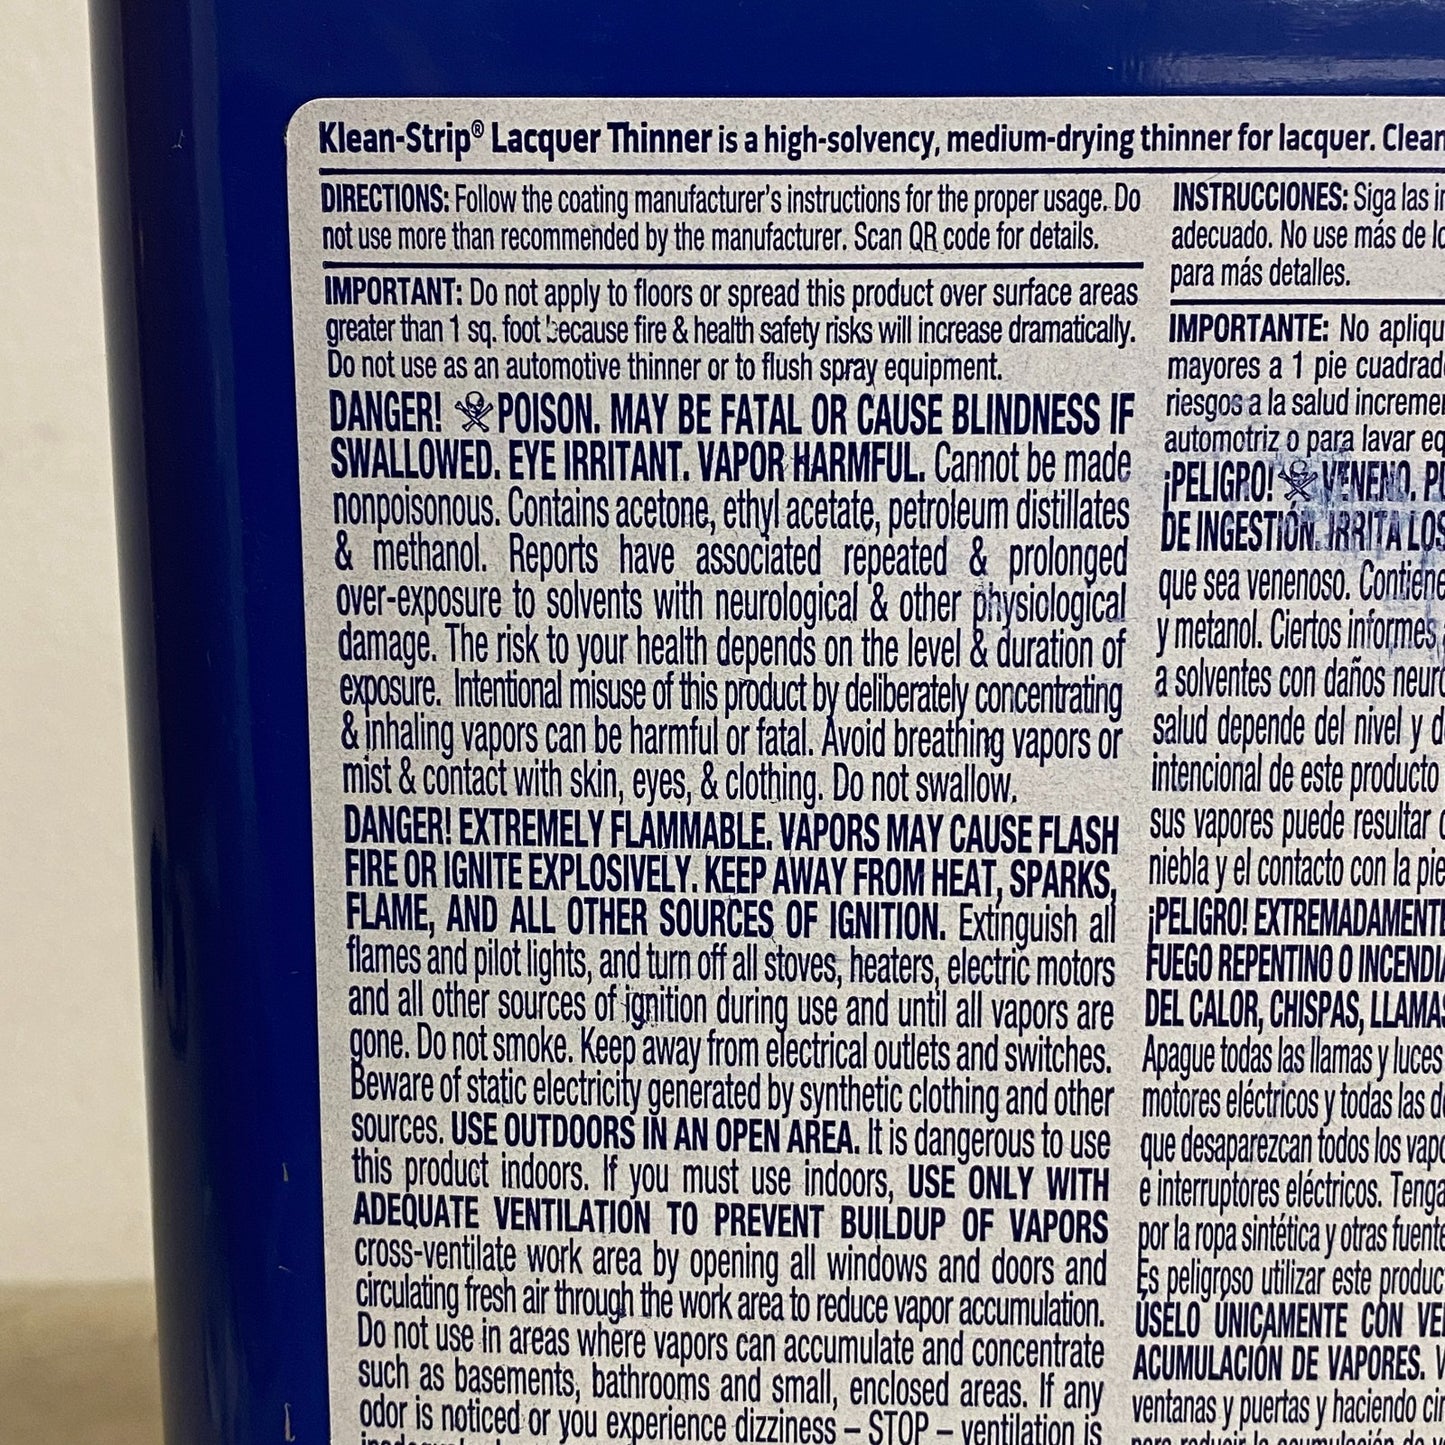 Klean-Strip® Lacquer Thinner is a high-solvency, medium-drying thinner for lacquer. Clean
DIRECTIONS: Follow the coating manufacturer's instructions for the proper usage. Do
not use more than recommended by the manufacturer. Scan QR code for details.
IMPORTANT: Do not apply to floors or spread this product over surface areas
greater than 1 sq. foot because fire & health safety risks will increase dramatically.
Do not use as an automotive thinner or to flush spray equipment.
DANGER! POISON. MAY BE FATAL OR CAUSE BLINDNESS IF
SWALLOWED. EYE IRRITANT. VAPOR HARMFUL. Cannot be made
nonpoisonous. Contains acetone, ethyl acetate, petroleum distillates
& methanol. Reports have associated repeated & prolonged
over-exposure to solvents with neurological & other physiological
damage. The risk to your health depends on the level & duration of
exposure. Intentional misuse of this product by deliberately concentrating
& inhaling vapors can be harmful or fatal. Avoid breathing vapors or
mist & contact with skin, eyes, & clothing. Do not swallow.
DANGER! EXTREMELY FLAMMABLE. VAPORS MAY CAUSE FLASH
FIRE OR IGNITE EXPLOSIVELY. KEEP AWAY FROM HEAT, SPARKS,
FLAME, AND ALL OTHER SOURCES OF IGNITION. Extinguish all
flames and pilot lights, and turn off all stoves, heaters, electric motors
and all other sources of ignition during use and until all vapors are
gone. Do not smoke. Keep away from electrical outlets and switches.
Beware of static electricity generated by synthetic clothing and other
sources. USE OUTDOORS IN AN OPEN AREA. It is dangerous to use
this product indoors. If you must use indoors, USE ONLY WITH
ADEQUATE VENTILATION TO PREVENT BUILDUP OF VAPORS
cross-ventilate work area by opening all windows and doors and
circulating fresh air through the work area to reduce vapor accumulation.
Do not use in areas where vapors can accumulate and concentrate
such as basements, bathrooms and small, enclosed areas. If any
odor is noticed or you experience dizziness – STOP – ventilation is
INSTRUCCIONES: Siga las
adecuado. No use más de
para más detalles.
IMPORTANTE: No
mayores a 1 pie
riesgos a la salud
automotriz o para lavar
¡PELIGRO! VENENO.
DE INGESTIÓN. IRRITA LOS
que sea venenoso.
y metanol. Ciertos informes
a solventes con daños
salud depende del nivel y
intencional de este producto
sus vapores puede resultar
niebla y el contacto con la
¡PELIGRO!
FUEGO REPENTINO O
DEL CALOR, CHISPAS,
Apague todas las llamas y luces
motores eléctricos y todas las
que desaparezcan todos los
e interruptores eléctricos.
por la ropa sintética y otras
Es peligroso utilizar este
ÚSELO ÚNICAMENTE CON
ACUMULACIÓN DE VAPORES.
ventanas y puertas y haciendo
para reducir la acumulación de